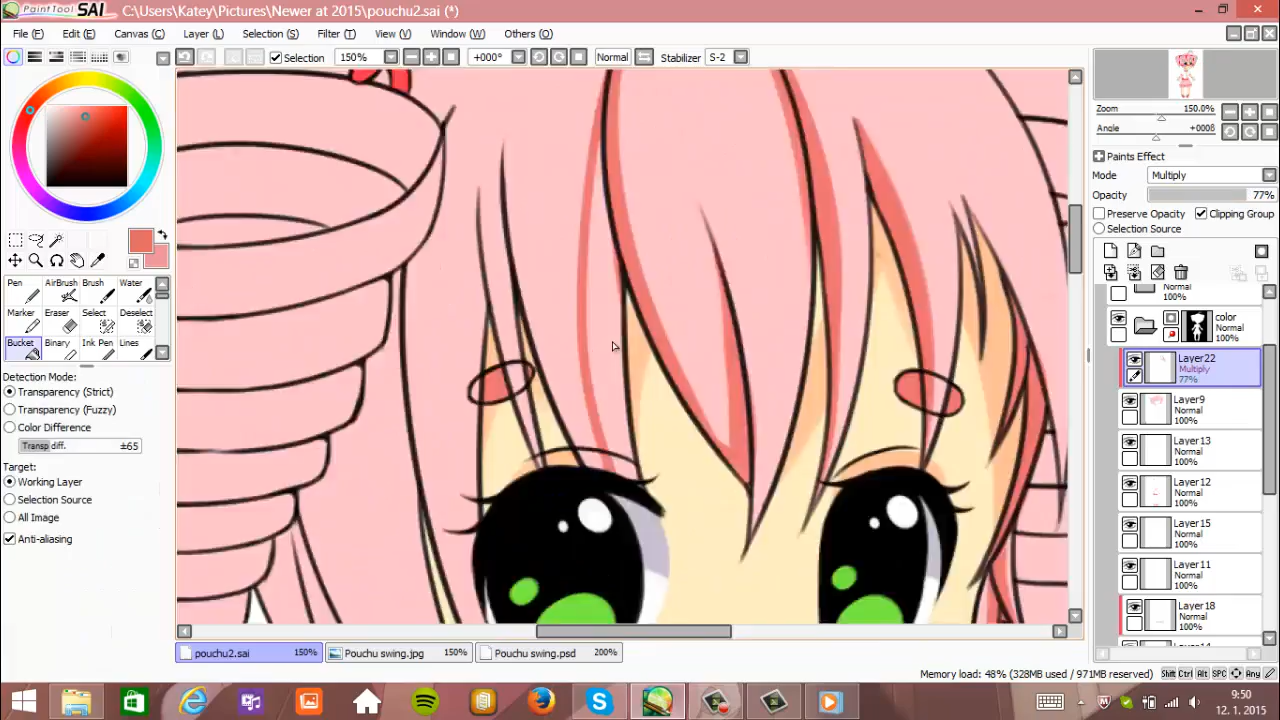 PaintTool SAI C:\Users\Katey\Pictures\Newer at 2015\pouchu2.sai (*)
File (F) Edit (E) Canvas (C) Layer (L) Selection (S) Filter (T) View (V) Window (W) Others (O)
Selection 150% +000° Normal Stabilizer S-2
Zoom 150.0%
Angle +000ß
Paints Effect
Mode Multiply
Opacity 77%
Preserve Opacity Clipping Group
Selection Source
Normal
100%
color
Normal
100%
Layer22
Multiply
77%
Layer9
Normal
100%
Layer13
Normal
100%
Layer12
Normal
100%
Layer15
Normal
100%
Layer11
Normal
100%
Layer18
Normal
100%
Pen AirBrush Brush Water
Marker Eraser Select Deselect
Bucket Binary Ink Pen Lines
Detection Mode:
Transparency (Strict)
Transparency (Fuzzy)
Color Difference
Transp diff. ±65
Target:
Working Layer
Selection Source
All Image
Anti-aliasing
pouchu2.sai 150% Pouchu swing.jpg 150% Pouchu swing.psd 200%
Memory load: 48% (328MB used / 971MB reserved) Shift Ctrl Alt SPC Any
9:50
12. 1. 2015